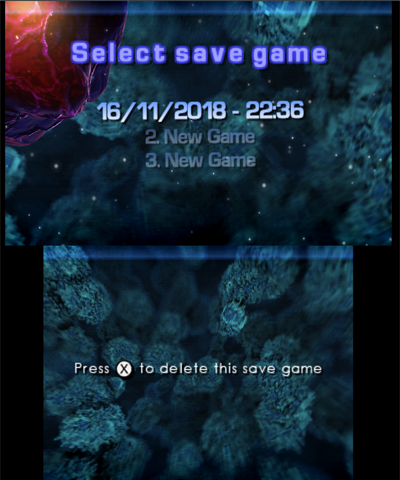 Select save game
16/11/2018 - 22:36
2. New Game
3. New Game
Press X to delete this save game